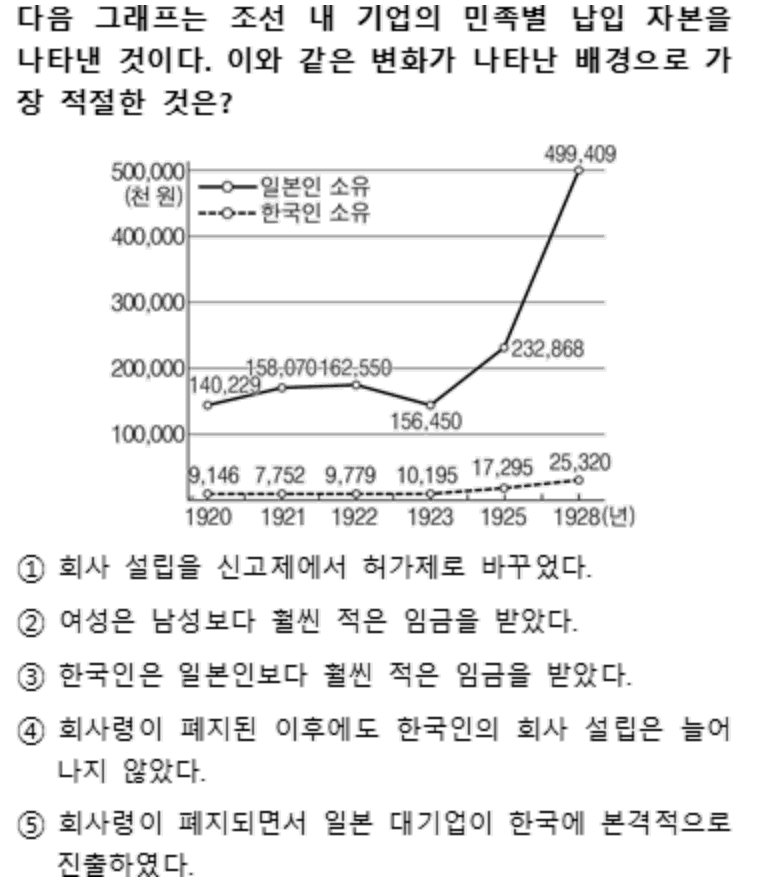 다음 그래프는 조선 내 기업의 민족별 납입 자본을
나타낸 것이다. 이와 같은 변화가 나타난 배경으로 가
장 적절한 것은?
499,409
500,000
(천 원)
일본인 소유
한국인 소유
400,000
300,000
200,000
158,070 162,550
232,868
140,229
156,450
100,000
9,146 7,752 9,779 10,195 17,295 25,320
1920 1921 1922 1923 1925 1928(년)
① 회사 설립을 신고제에서 허가제로 바꾸었다.
② 여성은 남성보다 훨씬 적은 임금을 받았다.
③ 한국인은 일본인보다 훨씬 적은 임금을 받았다.
④ 회사령이 폐지된 이후에도 한국인의 회사 설립은 늘어
나지 않았다.
⑤ 회사령이 폐지되면서 일본 대기업이 한국에 본격적으로
진출하였다.